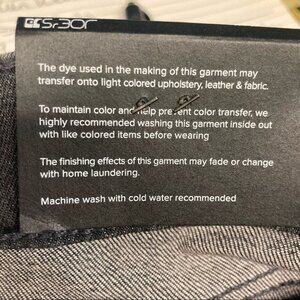 The dye used in the making of this garment may
transfer onto light colored upholstery, leather & fabric.
To maintain color and help prevent color transfer, we
highly recommended washing this garment inside out
with like colored items before wearing
The finishing effects of this garment may fade or change
with home laundering.
Machine wash with cold water recommended